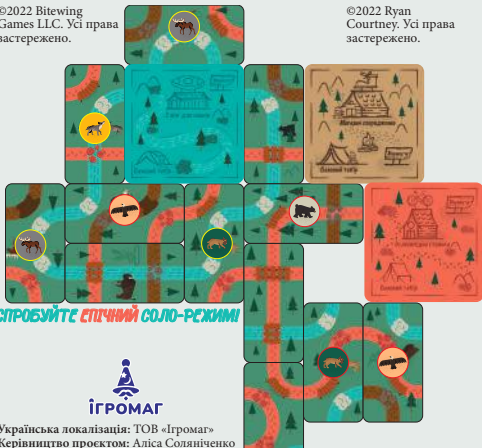 ©2022 Bitewing
Games LLC. Усі права
застережено.
©2022 Ryan
Courtney. Усі права
застережено.
СПРОБУЙТЕ ЕПІЧНИЙ СОЛО-РЕЖИМ!
ІГРОМАГ
Українська локалізація: ТОВ «Ігромаг»
Керівництво проєктом: Аліса Соляніченко